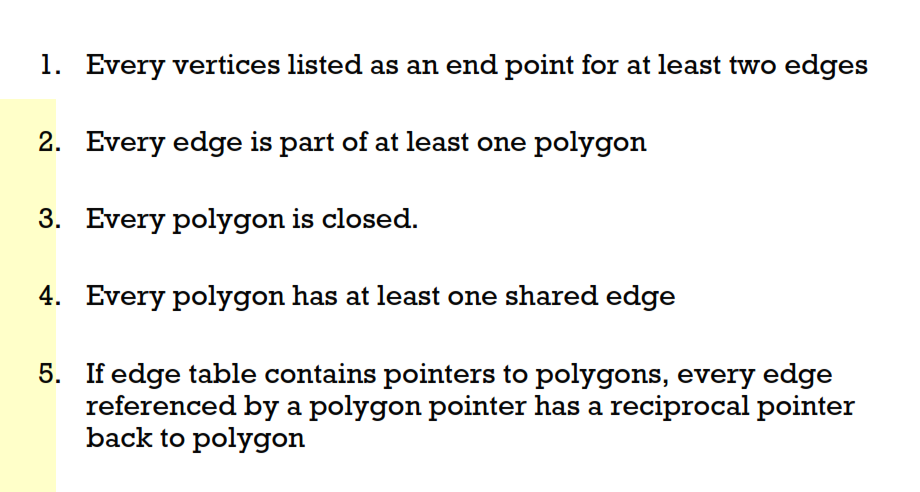 1. Every vertices listed as an end point for at least two edges
2. Every edge is part of at least one polygon
3. Every polygon is closed.
4. Every polygon has at least one shared edge
5. If edge table contains pointers to polygons, every edge
referenced by a polygon pointer has a reciprocal pointer
back to polygon